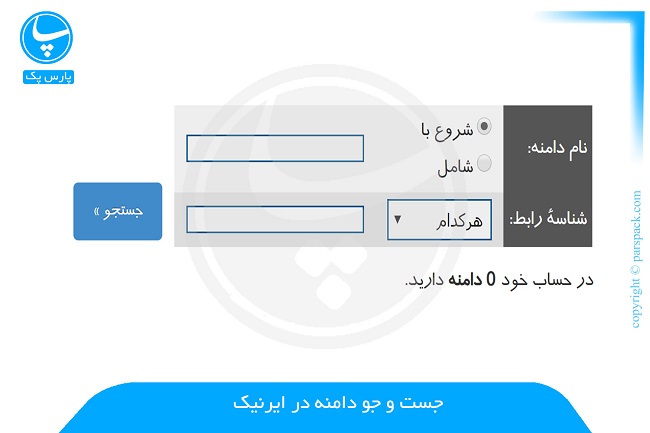 پارس پک
نام دامنه:
شروع با
شامل
شناسهٔ رابط:
هرکدام
جستجو »
در حساب خود 0 دامنه دارید.
copyright © parspack.com
جست و جو دامنه در ایرنیک